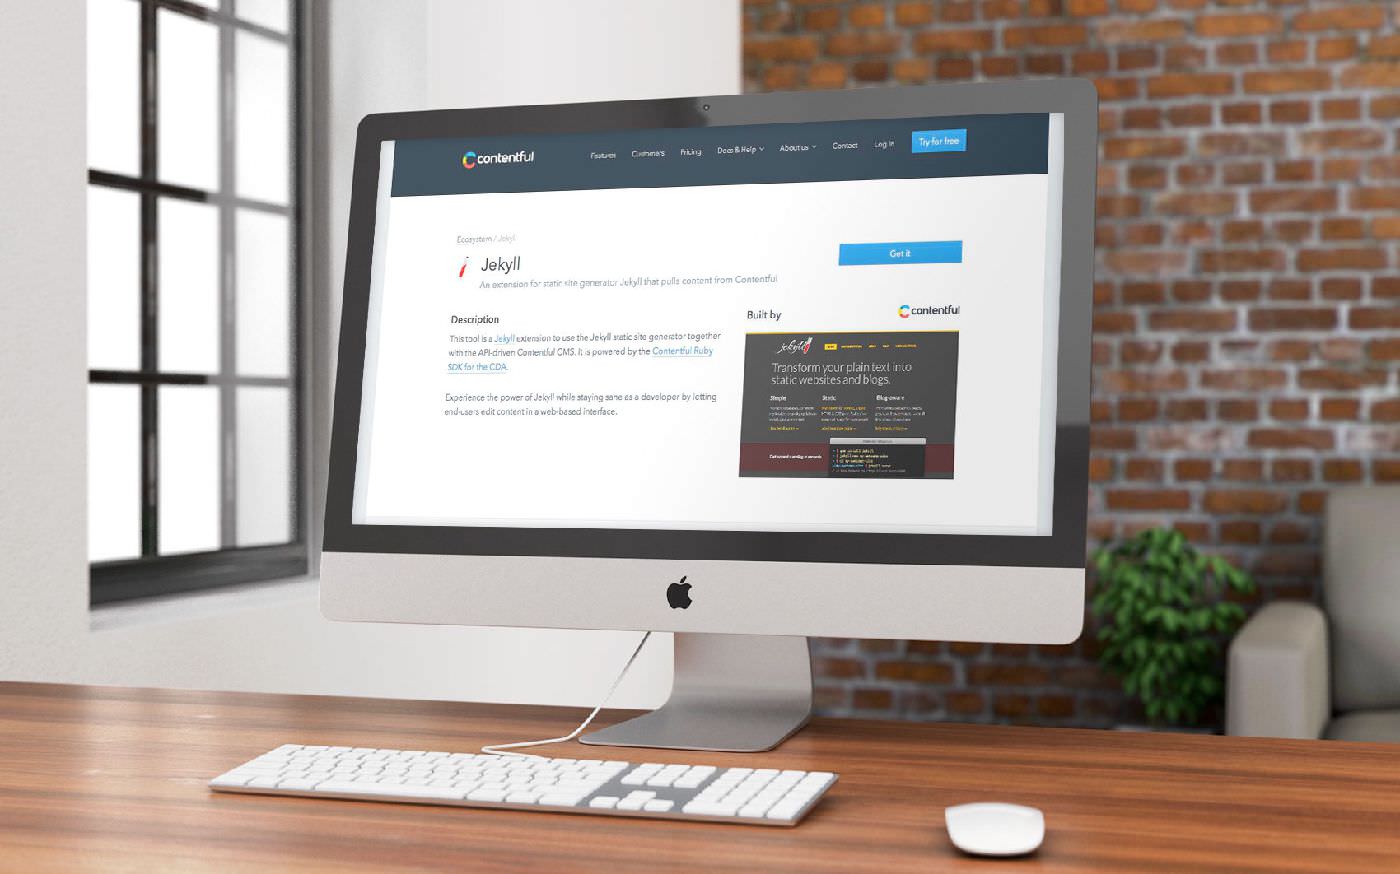 contentful
Features Customers Pricing Docs & Help About us Contact Log In Try for free
Ecosystem / Jekyll
Jekyll
Get it
An extension for static site generator Jekyll that pulls content from Contentful
Description
This tool is a Jekyll extension to use the Jekyll static site generator together
with the API-driven Contentful CMS. It is powered by the Contentful Ruby
SDK for the CDA.
Experience the power of Jekyll while staying sane as a developer by letting
end-users edit content in a web-based interface.
Built by
contentful
Jekyll
Transform your plain text into
static websites and blogs.
Simple Static Blog-aware